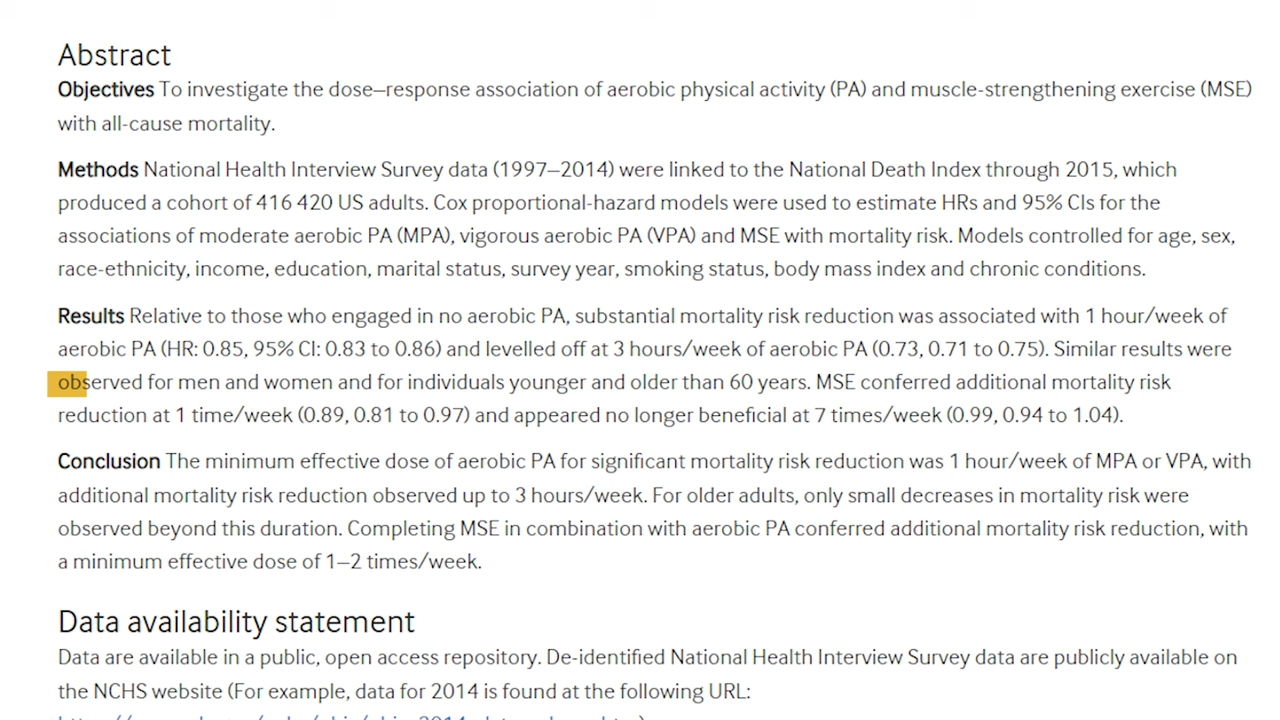 Abstract
Objectives To investigate the dose–response association of aerobic physical activity (PA) and muscle-strengthening exercise (MSE)
with all-cause mortality.
Methods National Health Interview Survey data (1997–2014) were linked to the National Death Index through 2015, which
produced a cohort of 416 420 US adults. Cox proportional-hazard models were used to estimate HRs and 95% CIs for the
associations of moderate aerobic PA (MPA), vigorous aerobic PA (VPA) and MSE with mortality risk. Models controlled for age, sex,
race-ethnicity, income, education, marital status, survey year, smoking status, body mass index and chronic conditions.
Results Relative to those who engaged in no aerobic PA, substantial mortality risk reduction was associated with 1 hour/week of
aerobic PA (HR: 0.85, 95% CI: 0.83 to 0.86) and levelled off at 3 hours/week of aerobic PA (0.73, 0.71 to 0.75). Similar results were
observed for men and women and for individuals younger and older than 60 years. MSE conferred additional mortality risk
reduction at 1 time/week (0.89, 0.81 to 0.97) and appeared no longer beneficial at 7 times/week (0.99, 0.94 to 1.04).
Conclusion The minimum effective dose of aerobic PA for significant mortality risk reduction was 1 hour/week of MPA or VPA, with
additional mortality risk reduction observed up to 3 hours/week. For older adults, only small decreases in mortality risk were
observed beyond this duration. Completing MSE in combination with aerobic PA conferred additional mortality risk reduction, with
a minimum effective dose of 1–2 times/week.
Data availability statement
Data are available in a public, open access repository. De-identified National Health Interview Survey data are publicly available on
the NCHS website (For example, data for 2014 is found at the following URL: